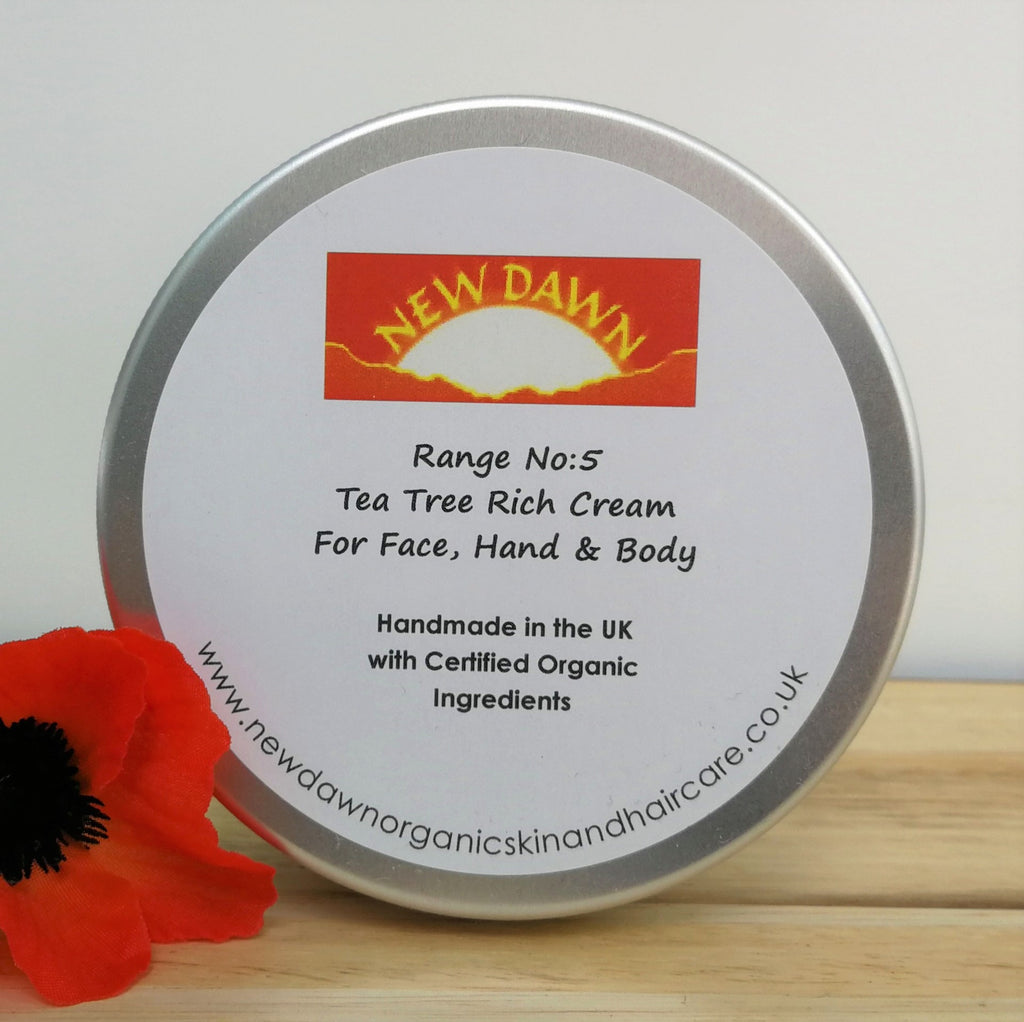 NEW DAWN
Range No:5
Tea Tree Rich Cream
For Face, Hand & Body
Handmade in the UK
with Certified Organic
Ingredients
www.newdawnorganicskinandhaircare.co.uk